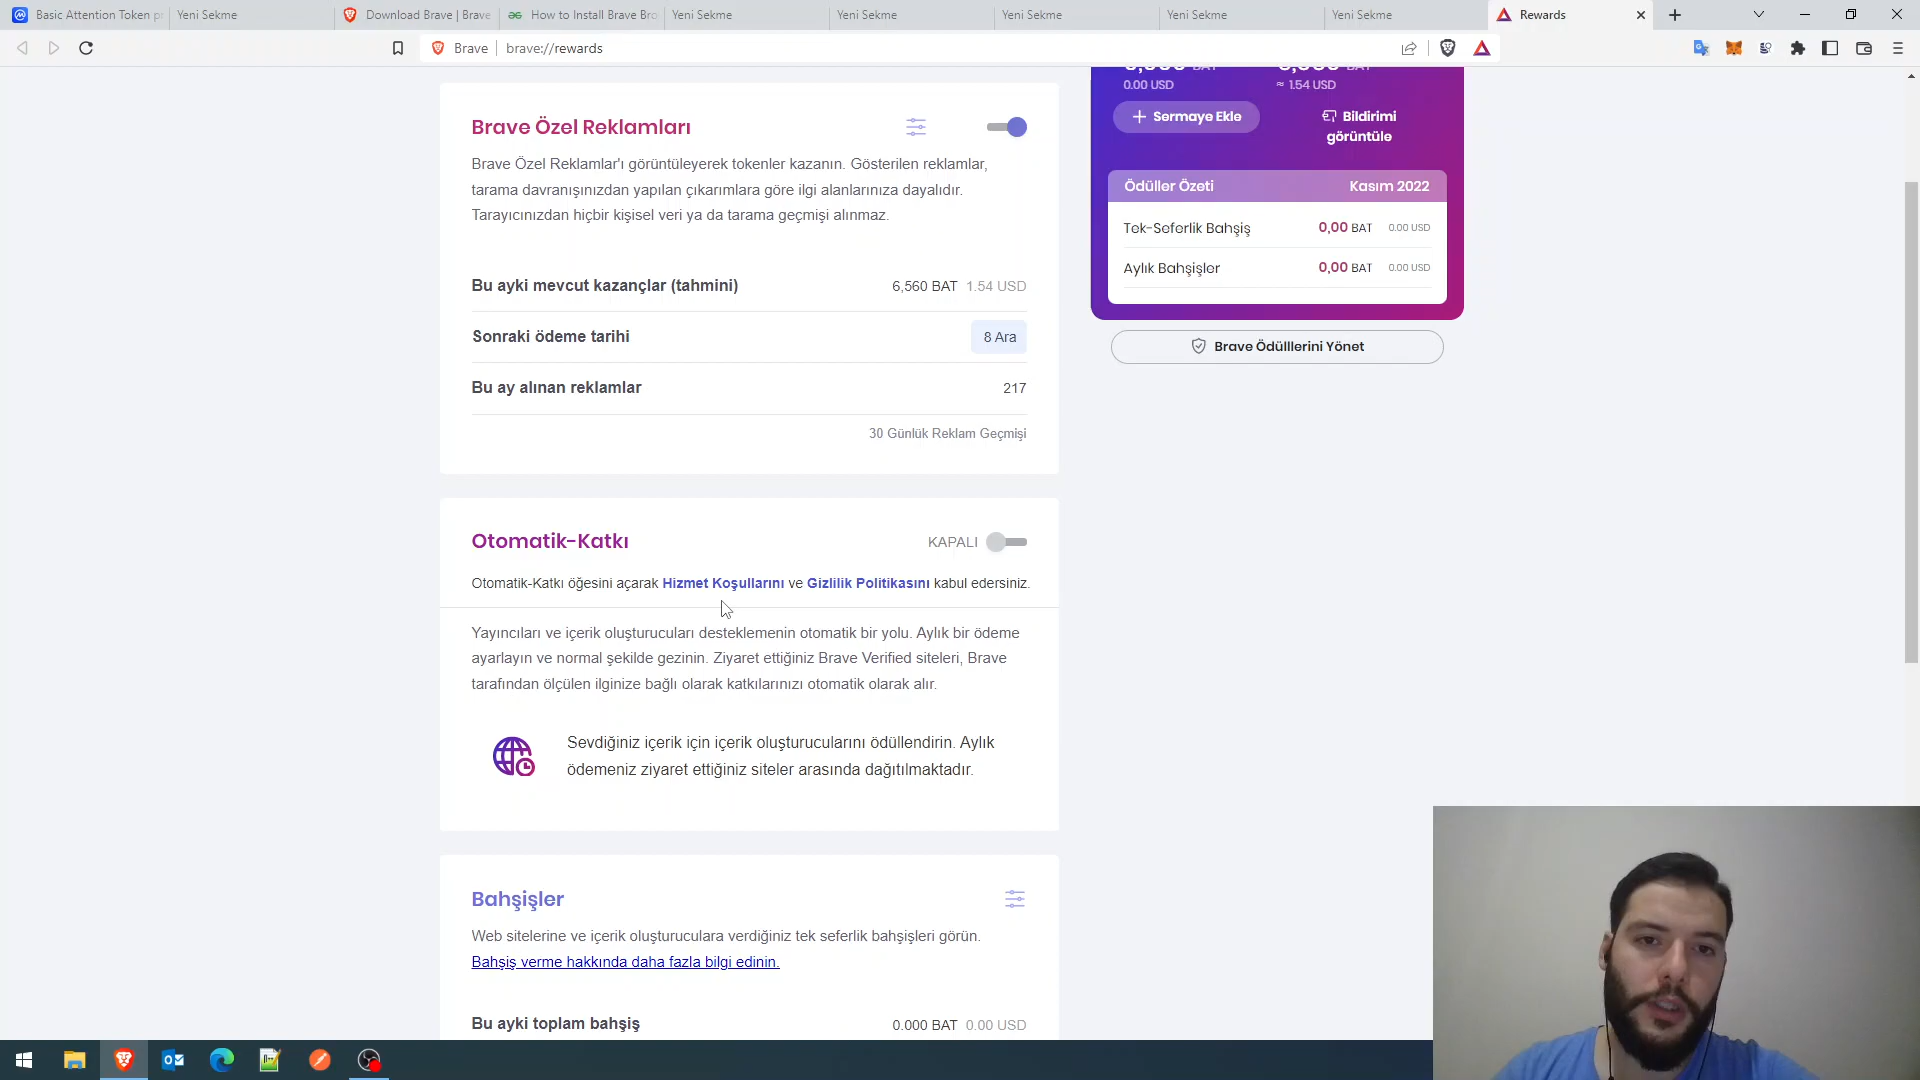 Basic Attention Token p
Yeni Sekme
Download Brave | Brave
How to Install Brave Bro
Yeni Sekme
Yeni Sekme
Yeni Sekme
Yeni Sekme
Yeni Sekme
Rewards
Brave
brave://rewards
Brave Özel Reklamları
Brave Özel Reklamlar'ı görüntüleyerek tokenler kazanın. Gösterilen reklamlar,
tarama davranışınızdan yapılan çıkarımlara göre ilgi alanlarınıza dayalıdır.
Tarayıcınızdan hiçbir kişisel veri ya da tarama geçmişi alınmaz.
Bu ayki mevcut kazançlar (tahmini) 6,560 BAT 1.54 USD
Sonraki ödeme tarihi 8 Ara
Bu ay alınan reklamlar 217
30 Günlük Reklam Geçmişi
Otomatik-Katkı KAPALI
Otomatik-Katkı öğesini açarak Hizmet Koşullarını ve Gizlilik Politikasını kabul edersiniz.
Yayıncıları ve içerik oluşturucuları desteklemenin otomatik bir yolu. Aylık bir ödeme
ayarlayın ve normal şekilde gezinin. Ziyaret ettiğiniz Brave Verified siteleri, Brave
tarafından ölçülen ilginize bağlı olarak katkılarınızı otomatik olarak alır.
Sevdiğiniz içerik için içerik oluşturucularını ödüllendirin. Aylık
ödemeniz ziyaret ettiğiniz siteler arasında dağıtılmaktadır.
Bahşişler
Web sitelerine ve içerik oluşturuculara verdiğiniz tek seferlik bahşişleri görün.
Bahşiş verme hakkında daha fazla bilgi edinin.
Bu ayki toplam bahşiş 0.000 BAT 0.00 USD
0.00 USD ≈ 1.54 USD
Sermaye Ekle
Bildirimi
görüntüle
Ödüller Özeti Kasım 2022
Tek-Seferlik Bahşiş 0,00 BAT 0.00 USD
Aylık Bahşişler 0,00 BAT 0.00 USD
Brave Ödülllerini Yönet